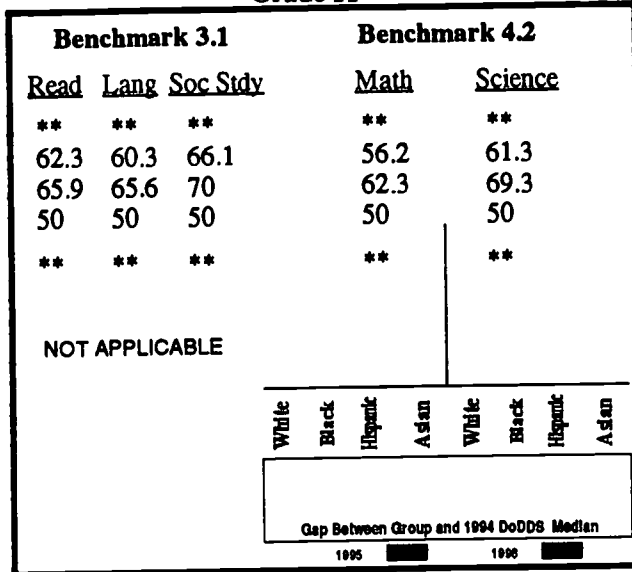 Benchmark 3.1 Benchmark 4.2
Read Lang Soc Stdy Math Science
** ** ** ** **
62.3 60.3 66.1 56.2 61.3
65.9 65.6 70 62.3 69.3
50 50 50 50 50
** ** ** ** **
NOT APPLICABLE
White Black Hispanic Asian White Black Hispanic Asian
Gap Between Group and 1994 DoDDS Median
1995 1996